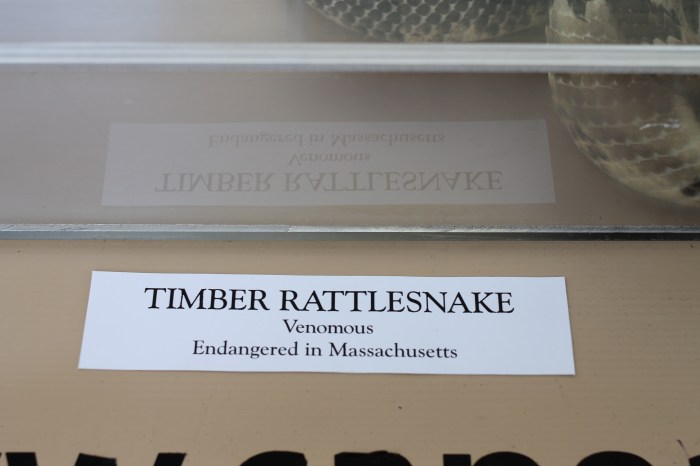 TIMBER RATTLESNAKE
Venomous
Endangered in Massachusetts